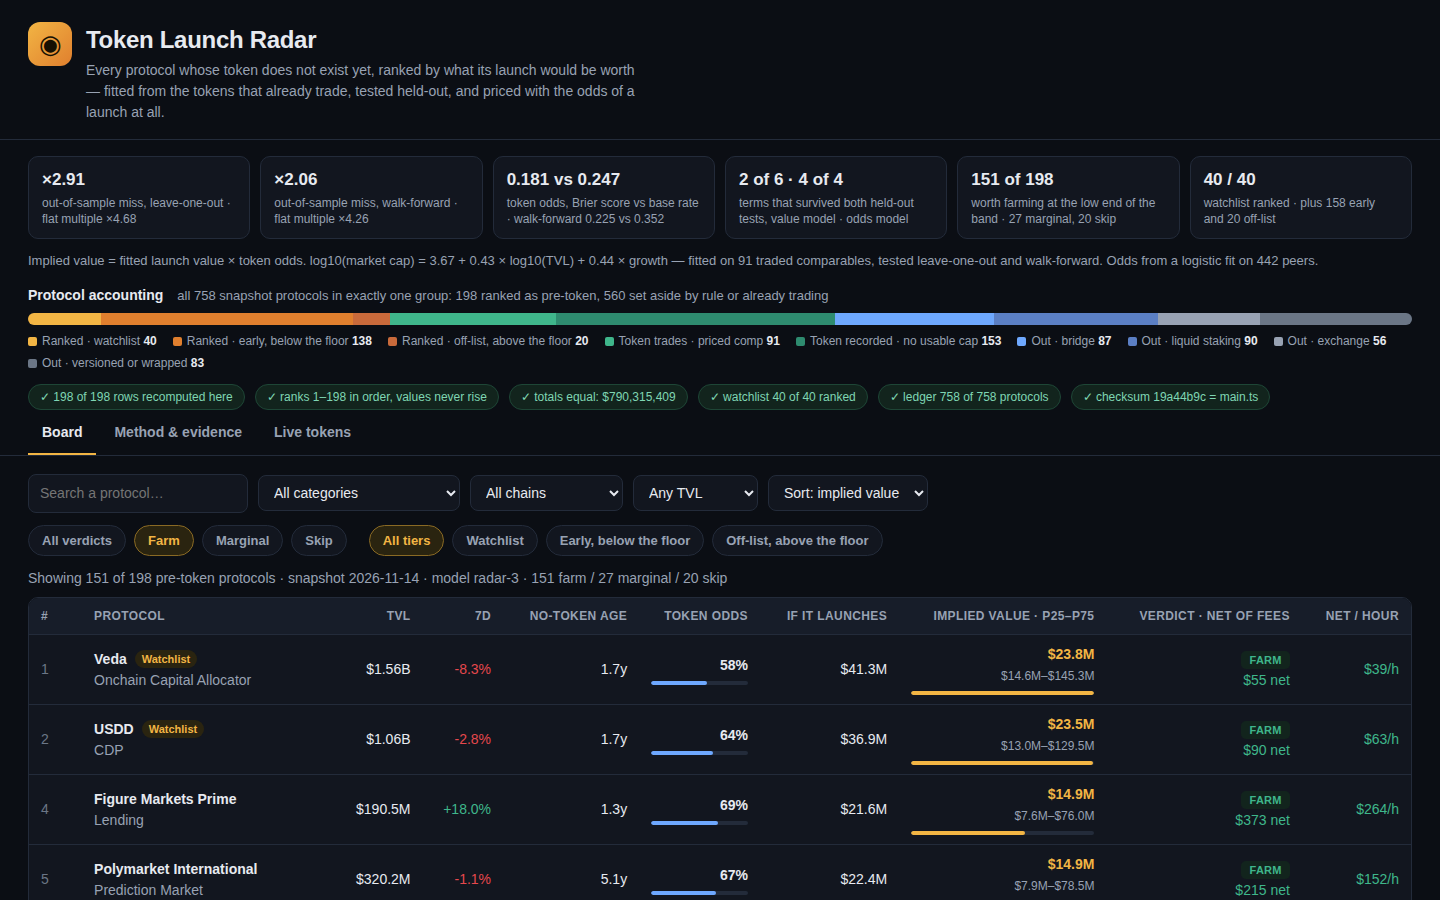 Token Launch Radar
Every protocol whose token does not exist yet, ranked by what its launch would be worth
— fitted from the tokens that already trade, tested held-out, and priced with the odds of a
launch at all.
×2.91
out-of-sample miss, leave-one-out ·
flat multiple ×4.68
×2.06
out-of-sample miss, walk-forward ·
flat multiple ×4.26
0.181 vs 0.247
token odds, Brier score vs base rate
· walk-forward 0.225 vs 0.352
2 of 6 · 4 of 4
terms that survived both held-out
tests, value model · odds model
151 of 198
worth farming at the low end of the
band · 27 marginal, 20 skip
40 / 40
watchlist ranked · plus 158 early
and 20 off-list
Implied value = fitted launch value × token odds. log10(market cap) = 3.67 + 0.43 × log10(TVL) + 0.44 × growth — fitted on 91 traded comparables, tested leave-one-out and walk-forward. Odds from a logistic fit on 442 peers.
Protocol accounting all 758 snapshot protocols in exactly one group: 198 ranked as pre-token, 560 set aside by rule or already trading
Ranked · watchlist 40 Ranked · early, below the floor 138 Ranked · off-list, above the floor 20 Token trades · priced comp 91 Token recorded · no usable cap 153 Out · bridge 87 Out · liquid staking 90 Out · exchange 56
Out · versioned or wrapped 83
✓ 198 of 198 rows recomputed here ✓ ranks 1–198 in order, values never rise ✓ totals equal: $790,315,409 ✓ watchlist 40 of 40 ranked ✓ ledger 758 of 758 protocols ✓ checksum 19a44b9c = main.ts
Board Method & evidence Live tokens
Search a protocol… All categories All chains Any TVL Sort: implied value
All verdicts Farm Marginal Skip All tiers Watchlist Early, below the floor Off-list, above the floor
Showing 151 of 198 pre-token protocols · snapshot 2026-11-14 · model radar-3 · 151 farm / 27 marginal / 20 skip
# PROTOCOL TVL 7D NO-TOKEN AGE TOKEN ODDS IF IT LAUNCHES IMPLIED VALUE · P25–P75 VERDICT · NET OF FEES NET / HOUR
1 Veda Watchlist $1.56B -8.3% 1.7y 58% $41.3M $23.8M FARM $39/h
Onchain Capital Allocator $14.6M–$145.3M $55 net
2 USDD Watchlist $1.06B -2.8% 1.7y 64% $36.9M $23.5M FARM $63/h
CDP $13.0M–$129.5M $90 net
4 Figure Markets Prime $190.5M +18.0% 1.3y 69% $21.6M $14.9M FARM $264/h
Lending $7.6M–$76.0M $373 net
5 Polymarket International $320.2M -1.1% 5.1y 67% $22.4M $14.9M FARM $152/h
Prediction Market $7.9M–$78.5M $215 net